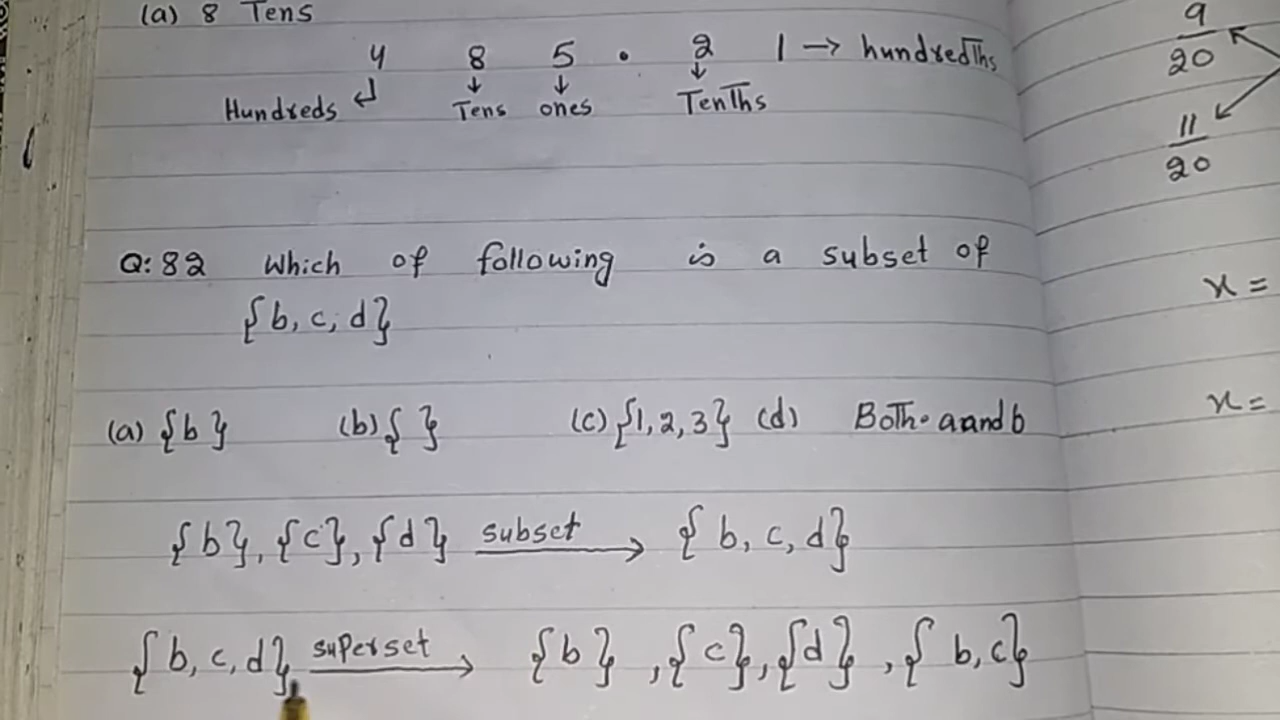 (a) 8 Tens
4 8 5 . 2 1 → hundredths
Hundreds Tens ones Tenths
Q:82 which of following is a subset of
{b, c, d}
(a) {b} (b) { } (c) {1, 2, 3} (d) Both a and b
{b}, {c}, {d} subset → {b, c, d}
{b, c, d} superset → {b}, {c}, {d}, {b, c}
9
20
11
20
x =
x =